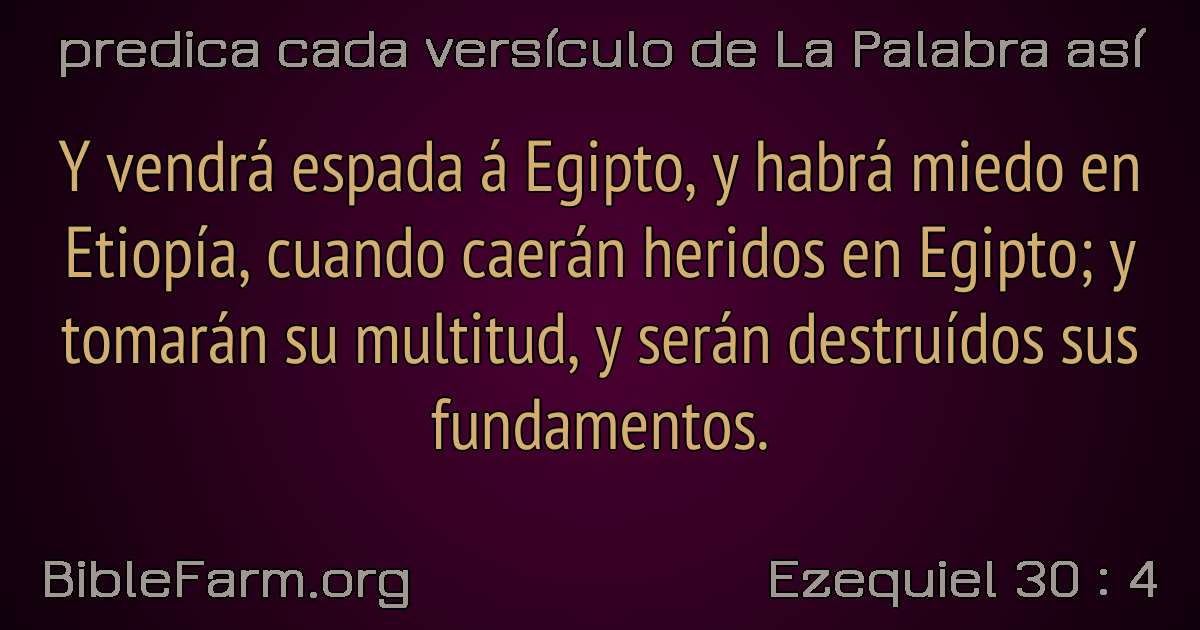 predica cada versículo de La Palabra así
Y vendrá espada á Egipto, y habrá miedo en
Etiopía, cuando caerán heridos en Egipto; y
tomarán su multitud, y serán destruídos sus
fundamentos.
BibleFarm.org
Ezequiel 30 : 4